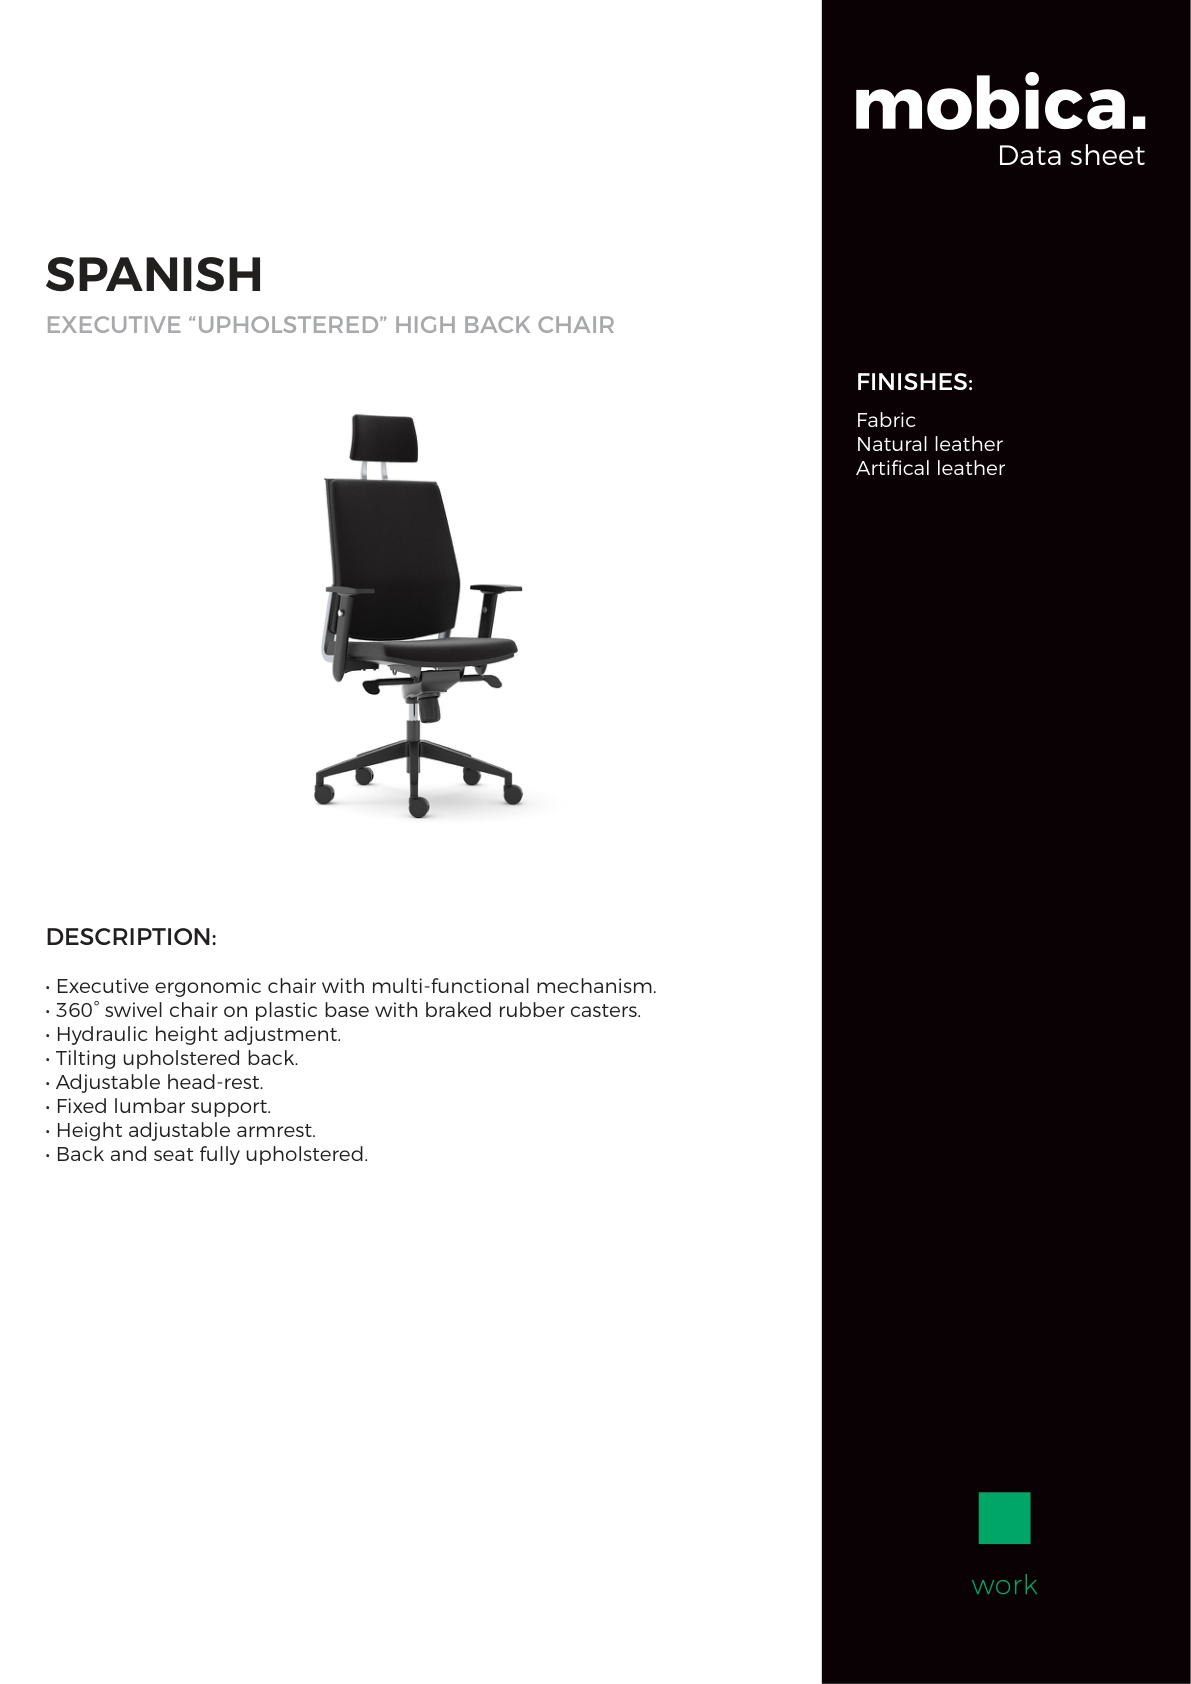 mobica.
Data sheet
SPANISH
EXECUTIVE “UPHOLSTERED” HIGH BACK CHAIR
FINISHES:
Fabric
Natural leather
Artifical leather
DESCRIPTION:
• Executive ergonomic chair with multi-functional mechanism.
• 360° swivel chair on plastic base with braked rubber casters.
• Hydraulic height adjustment.
• Tilting upholstered back.
• Adjustable head-rest.
• Fixed lumbar support.
• Height adjustable armrest.
• Back and seat fully upholstered.
work